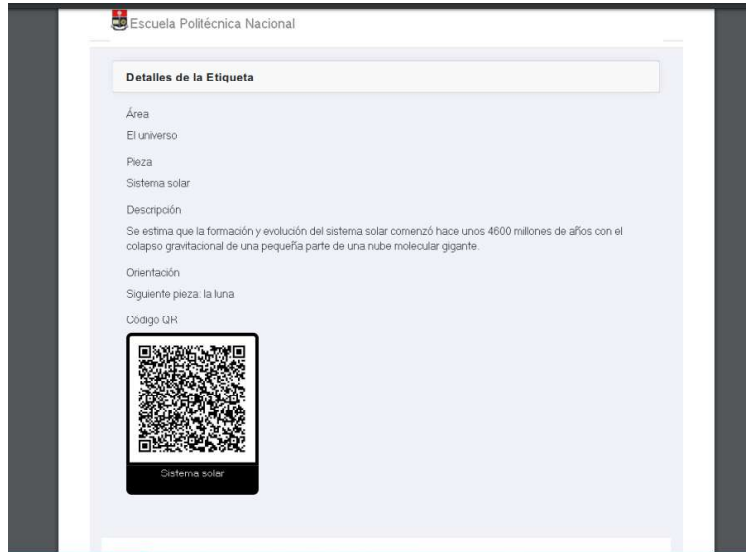 Escuela Politécnica Nacional
Detalles de la Etiqueta
Área
El universo
Pieza
Sistema solar
Descripción
Se estima que la formación y evolución del sistema solar comenzó hace unos 4600 millones de años con el
colapso gravitacional de una pequeña parte de una nube molecular gigante.
Orientación
Siguiente pieza: la luna
Código QR
Sistema solar